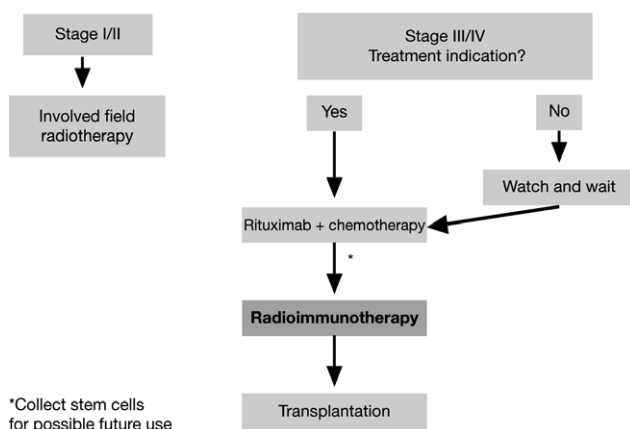 Stage I/II
Involved field
radiotherapy
Stage III/IV
Treatment indication?
Yes
No
Watch and wait
Rituximab + chemotherapy
*
Radioimmunotherapy
Transplantation
*Collect stem cells
for possible future use